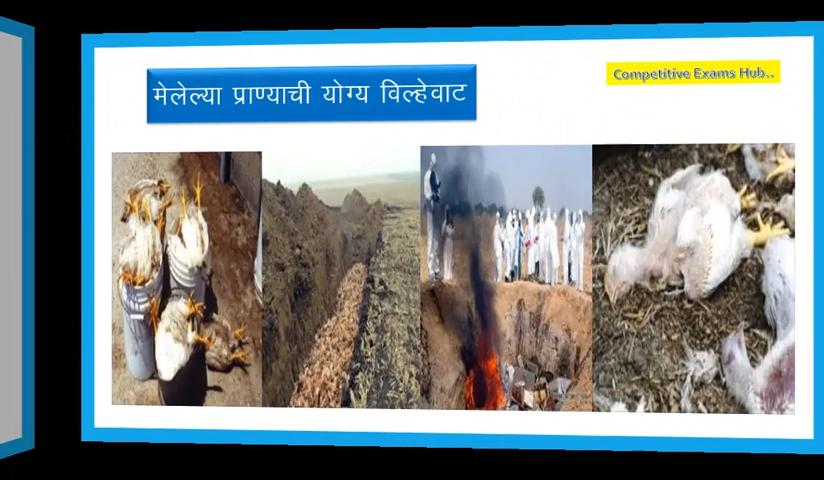 मेलेल्या प्राण्याची योग्य विल्हेवाट
Competitive Exams Hub..